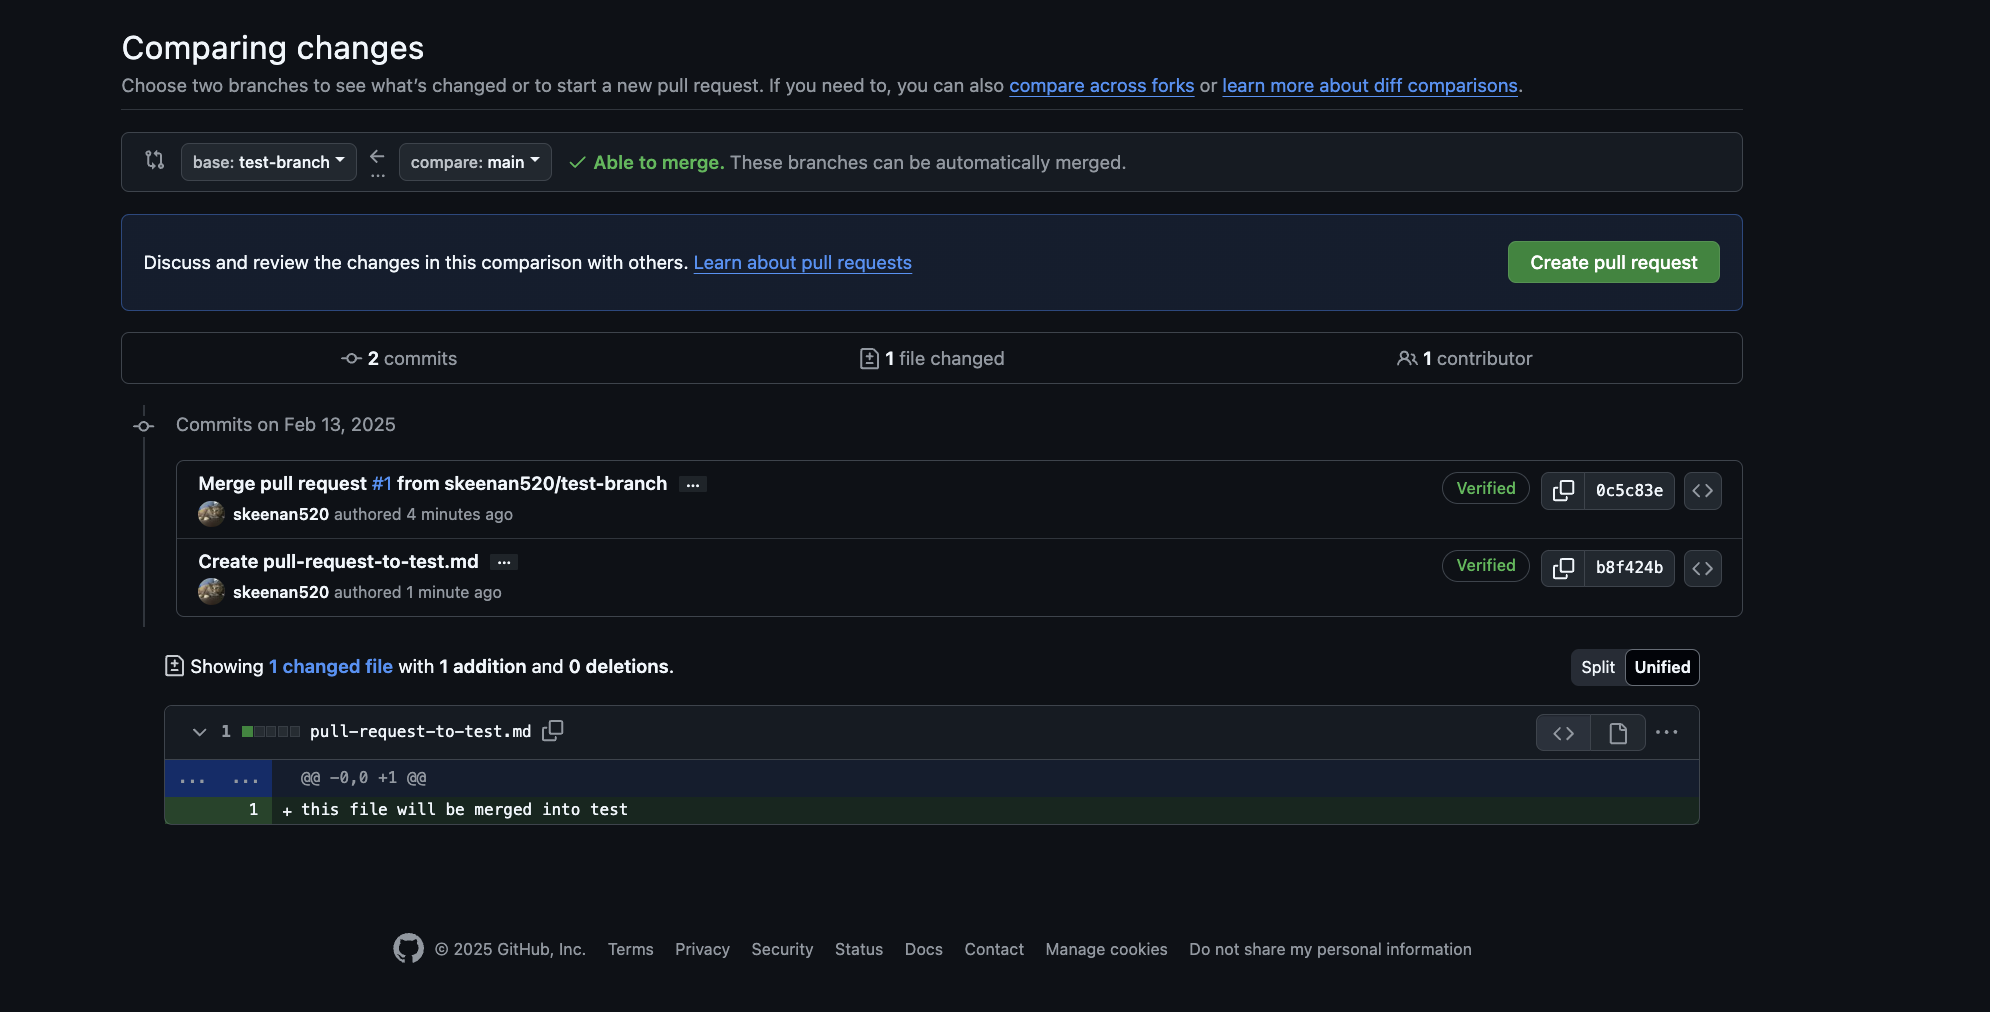 Comparing changes
Choose two branches to see what's changed or to start a new pull request. If you need to, you can also compare across forks or learn more about diff comparisons.
base: test-branch ... compare: main Able to merge. These branches can be automatically merged.
Discuss and review the changes in this comparison with others. Learn about pull requests Create pull request
2 commits 1 file changed 1 contributor
Commits on Feb 13, 2025
Merge pull request #1 from skeenan520/test-branch ... Verified 0c5c83e
skeenan520 authored 4 minutes ago
Create pull-request-to-test.md ... Verified b8f424b
skeenan520 authored 1 minute ago
Showing 1 changed file with 1 addition and 0 deletions. Split Unified
1 pull-request-to-test.md ...
... ... @@ -0,0 +1 @@
1 + this file will be merged into test
© 2025 GitHub, Inc. Terms Privacy Security Status Docs Contact Manage cookies Do not share my personal information